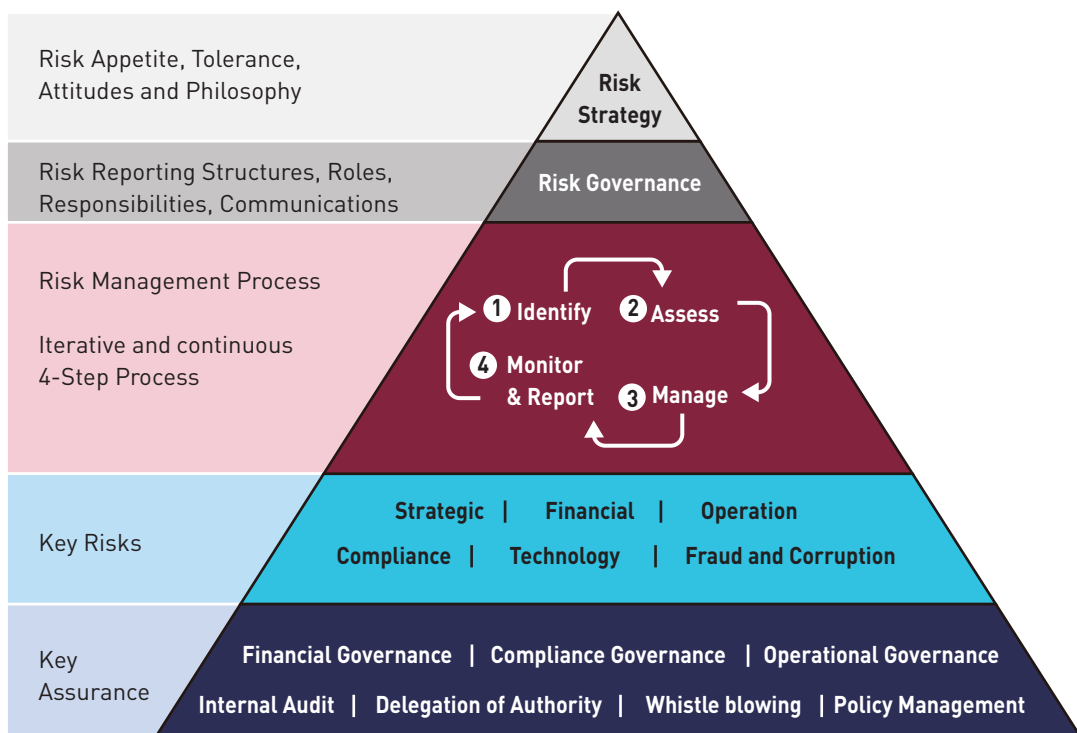 Risk Appetite, Tolerance,
Attitudes and Philosophy
Risk
Strategy
Risk Reporting Structures, Roles,
Responsibilities, Communications
Risk Governance
Risk Management Process
Iterative and continuous
4-Step Process
1 Identify
2 Assess
4 Monitor
& Report
3 Manage
Key Risks
Strategic | Financial | Operation
Compliance | Technology | Fraud and Corruption
Key
Assurance
Financial Governance | Compliance Governance | Operational Governance
Internal Audit | Delegation of Authority | Whistle blowing | Policy Management